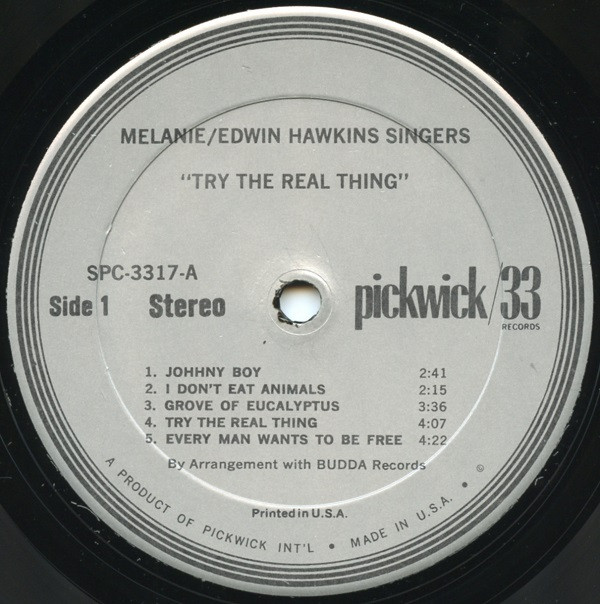 MELANIE/EDWIN HAWKINS SINGERS
"TRY THE REAL THING"
SPC-3317-A
Side 1 Stereo
pickwick/33
RECORDS
1. JOHHNY BOY 2:41
2. I DON'T EAT ANIMALS 2:15
3. GROVE OF EUCALYPTUS 3:36
4. TRY THE REAL THING 4:07
5. EVERY MAN WANTS TO BE FREE 4:22
By Arrangement with BUDDA Records
Printed in U.S.A.
A PRODUCT OF PICKWICK INT'L • MADE IN U.S.A. • ©